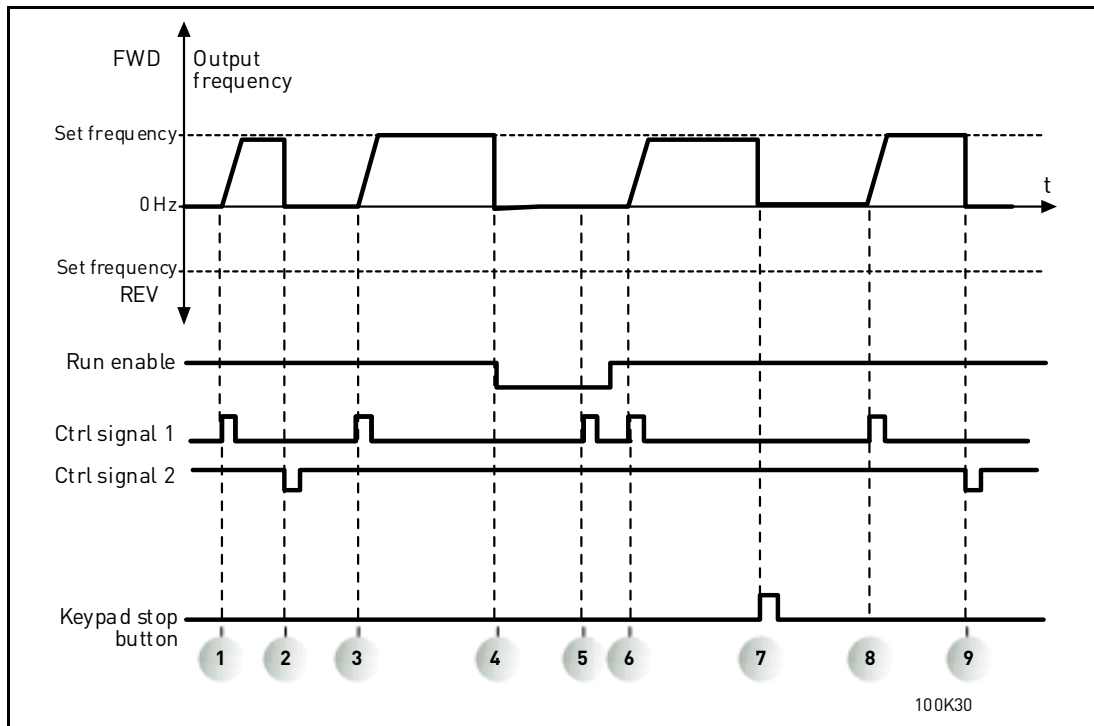 FWD
Output
frequency
Set frequency
t
0 Hz
Set frequency
REV
Run enable
Ctrl signal 1
Ctrl signal 2
Keypad stop
button
1 2 3 4 5 6 7 8 9
100K30